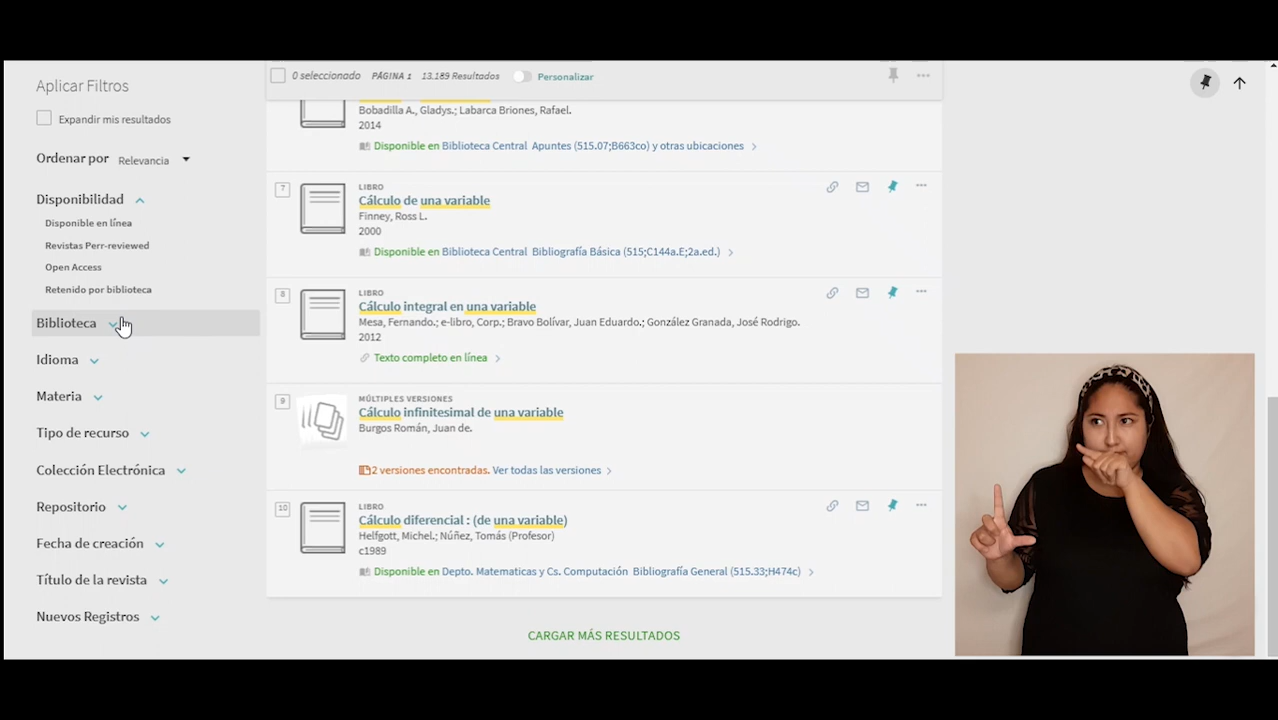 Aplicar Filtros
Expandir mis resultados
Ordenar por Relevancia
Disponibilidad
Disponible en línea
Revistas Perr-reviewed
Open Access
Retenido por biblioteca
Biblioteca
Idioma
Materia
Tipo de recurso
Colección Electrónica
Repositorio
Fecha de creación
Título de la revista
Nuevos Registros
0 seleccionado PÁGINA 1 13.189 Resultados Personalizar
Bobadilla A., Gladys.; Labarca Briones, Rafael.
2014
Disponible en Biblioteca Central Apuntes (515.07;B663co) y otras ubicaciones
7
LIBRO
Cálculo de una variable
Finney, Ross L.
2000
Disponible en Biblioteca Central Bibliografía Básica (515;C144a.E;2a.ed.)
8
LIBRO
Cálculo integral en una variable
Mesa, Fernando.; e-libro, Corp.; Bravo Bolívar, Juan Eduardo.; González Granada, José Rodrigo.
2012
Texto completo en línea
9
MÚLTIPLES VERSIONES
Cálculo infinitesimal de una variable
Burgos Román, Juan de.
2 versiones encontradas. Ver todas las versiones
10
LIBRO
Cálculo diferencial : (de una variable)
Helfgott, Michel.; Núñez, Tomás (Profesor)
c1989
Disponible en Depto. Matematicas y Cs. Computación Bibliografía General (515.33;H474c)
CARGAR MÁS RESULTADOS